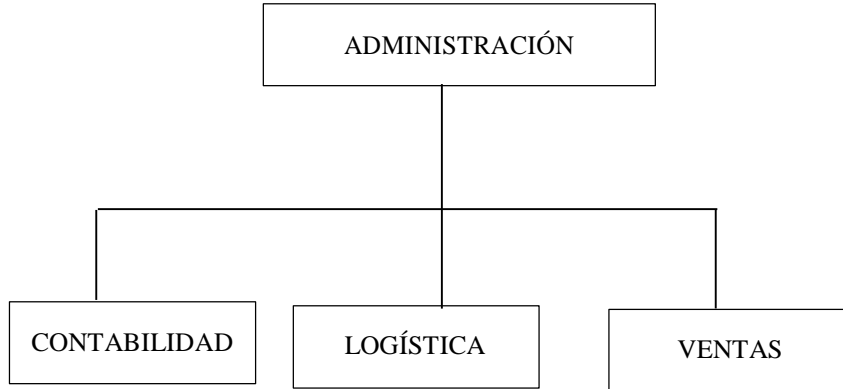 ADMINISTRACIÓN
CONTABILIDAD
LOGÍSTICA
VENTAS